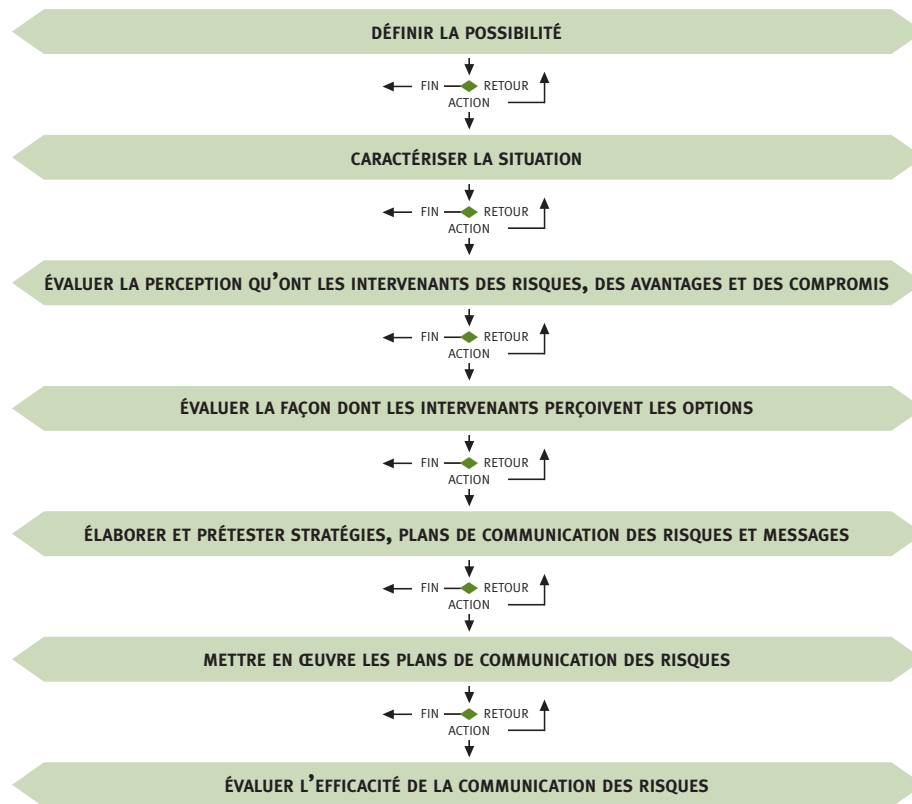 DÉFINIR LA POSSIBILITÉ
FIN RETOUR
ACTION
CARACTÉRISER LA SITUATION
FIN RETOUR
ACTION
ÉVALUER LA PERCEPTION QU’ONT LES INTERVENANTS DES RISQUES, DES AVANTAGES ET DES COMPROMIS
FIN RETOUR
ACTION
ÉVALUER LA FAÇON DONT LES INTERVENANTS PERÇOIVENT LES OPTIONS
FIN RETOUR
ACTION
ÉLABORER ET PRÉTESTER STRATÉGIES, PLANS DE COMMUNICATION DES RISQUES ET MESSAGES
FIN RETOUR
ACTION
METTRE EN ŒUVRE LES PLANS DE COMMUNICATION DES RISQUES
FIN RETOUR
ACTION
ÉVALUER L’EFFICACITÉ DE LA COMMUNICATION DES RISQUES